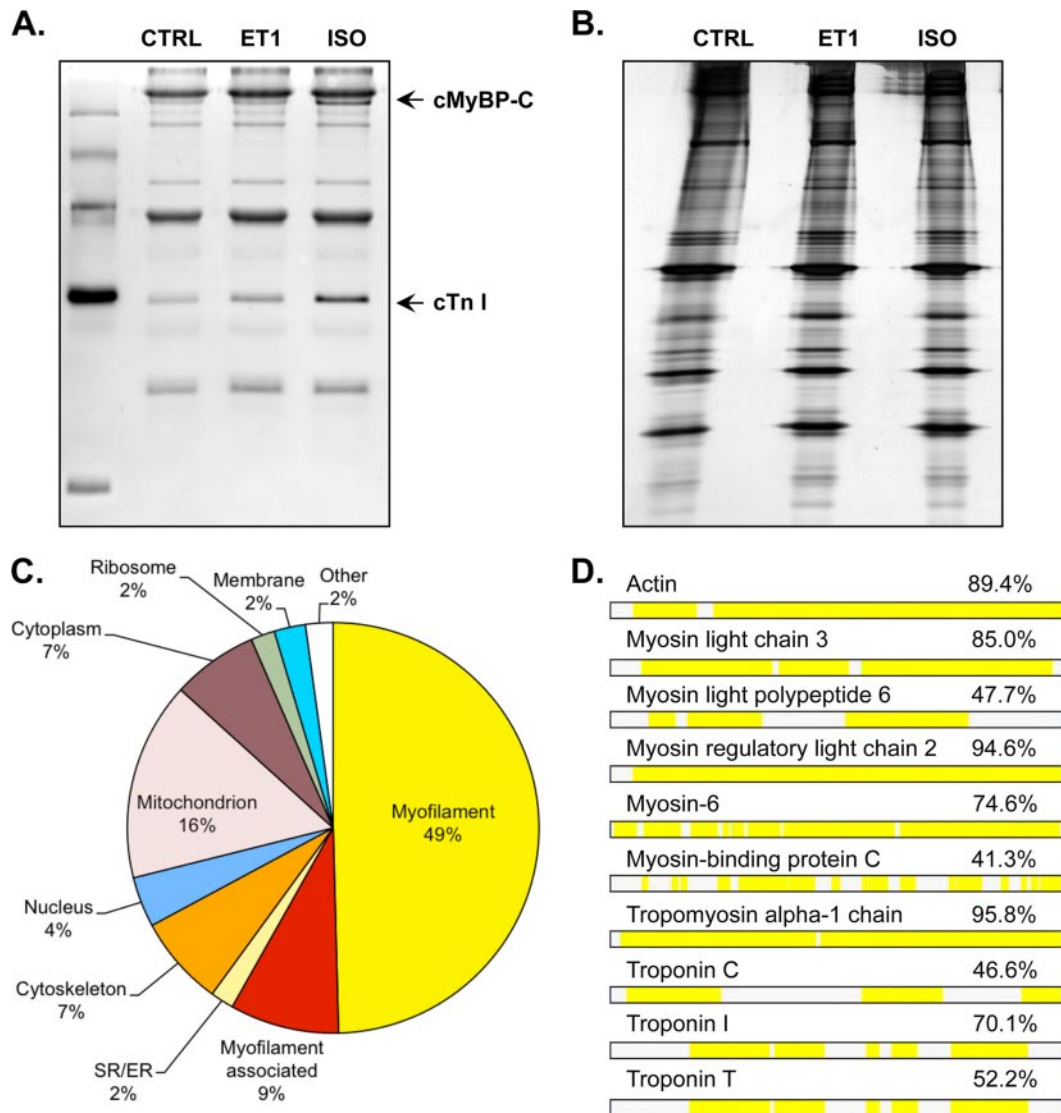 A.
CTRL ET1 ISO
cMyBP-C
cTn I
B.
CTRL ET1 ISO
C.
Ribosome
2%
Membrane
2%
Other
2%
Cytoplasm
7%
Mitochondrion
16%
Myofilament
49%
Nucleus
4%
Cytoskeleton
7%
SR/ER
2%
Myofilament
associated
9%
D.
Actin 89.4%
Myosin light chain 3 85.0%
Myosin light polypeptide 6 47.7%
Myosin regulatory light chain 2 94.6%
Myosin-6 74.6%
Myosin-binding protein C 41.3%
Tropomyosin alpha-1 chain 95.8%
Troponin C 46.6%
Troponin I 70.1%
Troponin T 52.2%